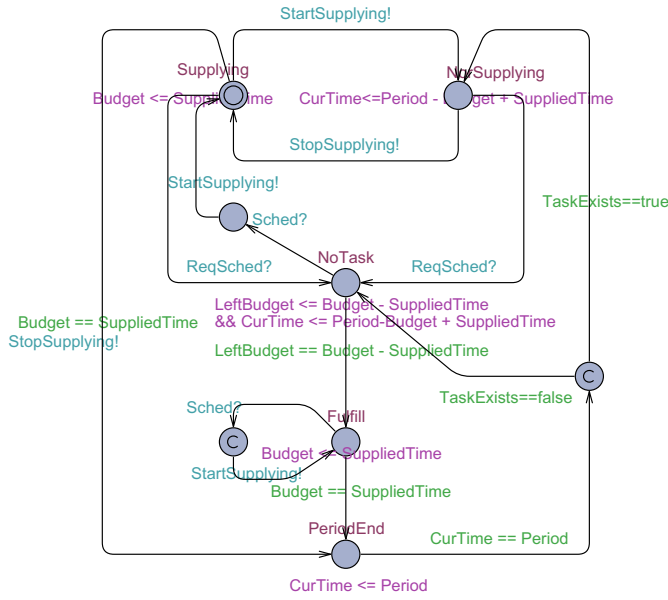 StartSupplying!
Supplying
NotSupplying
Budget <= SuppliedTime
CurTime<=Period - Budget + SuppliedTime
StopSupplying!
StartSupplying!
TaskExists==true
Sched?
NoTask
ReqSched?
ReqSched?
LeftBudget <= Budget - SuppliedTime
&& CurTime <= Period-Budget + SuppliedTime
Budget == SuppliedTime
StopSupplying!
LeftBudget == Budget - SuppliedTime
C
TaskExists==false
Sched?
Fulfill
C
Budget <= SuppliedTime
StartSupplying!
Budget == SuppliedTime
PeriodEnd
CurTime == Period
CurTime <= Period